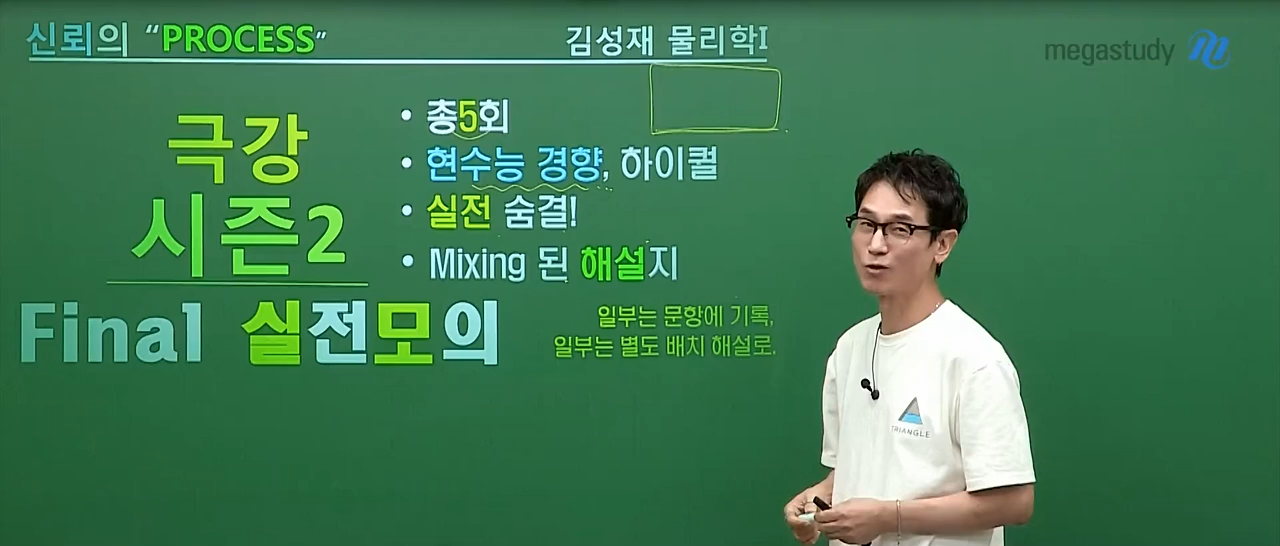 신뢰의 “PROCESS”
김성재 물리학I
megastudy
극강
시즌2
Final 실전모의
• 총5회
• 현수능 경향, 하이퀄
• 실전 숨결!
• Mixing 된 해설지
일부는 문항에 기록,
일부는 별도 배치 해설로.
TRIANGLE